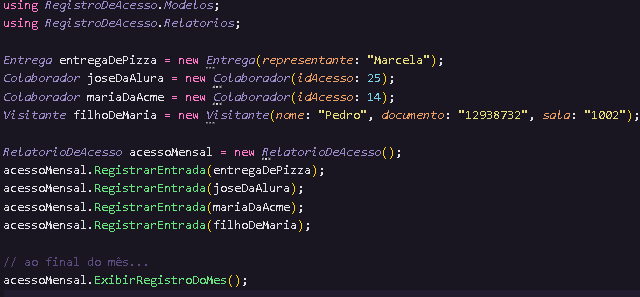 using RegistroDeAcesso.Modelos;
using RegistroDeAcesso.Relatorios;
Entrega entregaDePizza = new Entrega(representante: "Marcela");
Colaborador joseDaAlura = new Colaborador(idAcesso: 25);
Colaborador mariaDaAcme = new Colaborador(idAcesso: 14);
Visitante filhoDeMaria = new Visitante(nome: "Pedro", documento: "12938732", sala: "1002");
RelatorioDeAcesso acessoMensal = new RelatorioDeAcesso();
acessoMensal.RegistrarEntrada(entregaDePizza);
acessoMensal.RegistrarEntrada(joseDaAlura);
acessoMensal.RegistrarEntrada(mariaDaAcme);
acessoMensal.RegistrarEntrada(filhoDeMaria);
// ao final do mês...
acessoMensal.ExibirRegistroDoMes();